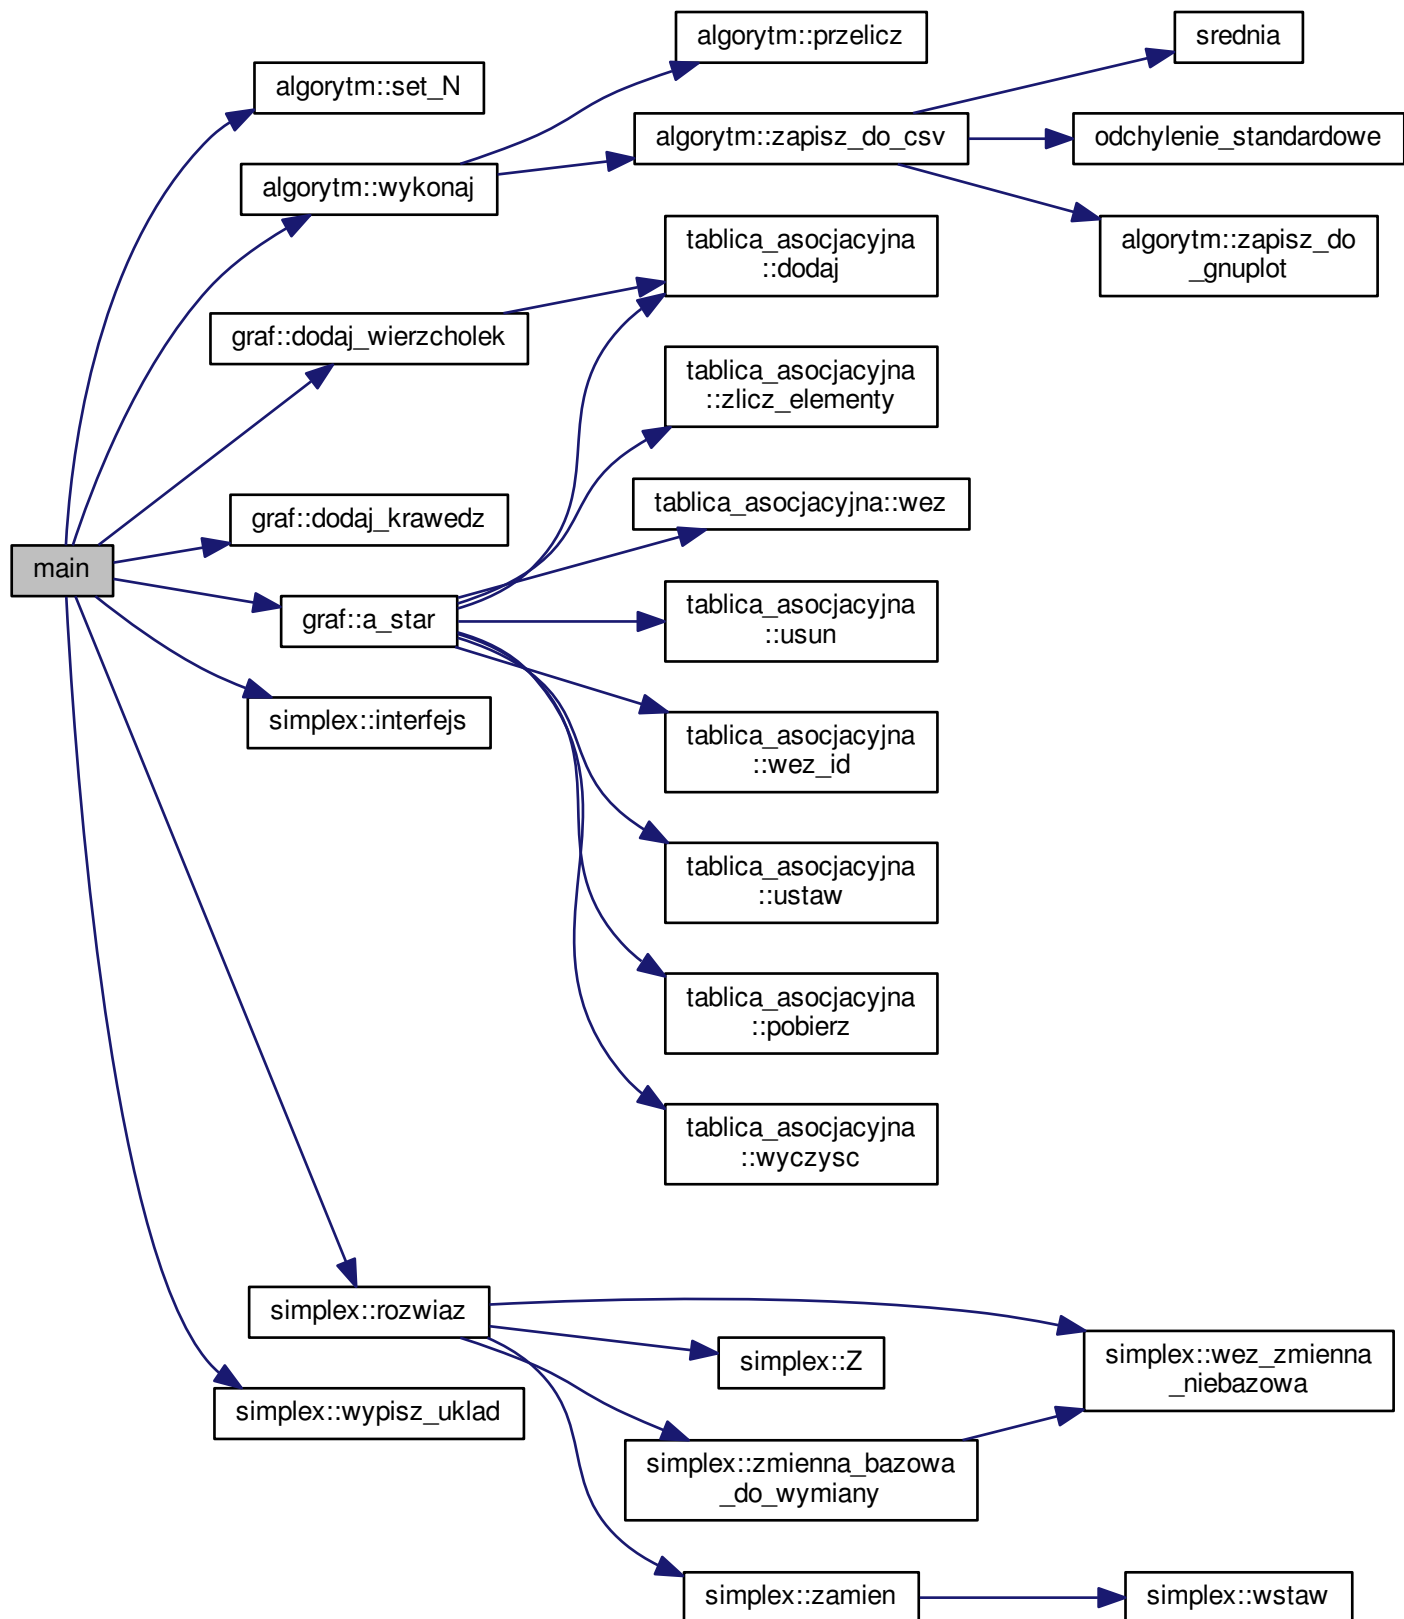 algorytm::przelicz
srednia
algorytm::set_N
algorytm::zapisz_do_csv
odchylenie_standardowe
algorytm::wykonaj
tablica_asocjacyjna
::dodaj
algorytm::zapisz_do
_gnuplot
graf::dodaj_wierzcholek
tablica_asocjacyjna
::zlicz_elementy
tablica_asocjacyjna::wez
graf::dodaj_krawedz
main
graf::a_star
tablica_asocjacyjna
::usun
simplex::interfejs
tablica_asocjacyjna
::wez_id
tablica_asocjacyjna
::ustaw
tablica_asocjacyjna
::pobierz
tablica_asocjacyjna
::wyczysc
simplex::rozwiaz
simplex::Z
simplex::wez_zmienna
_niebazowa
simplex::wypisz_uklad
simplex::zmienna_bazowa
_do_wymiany
simplex::zamien
simplex::wstaw